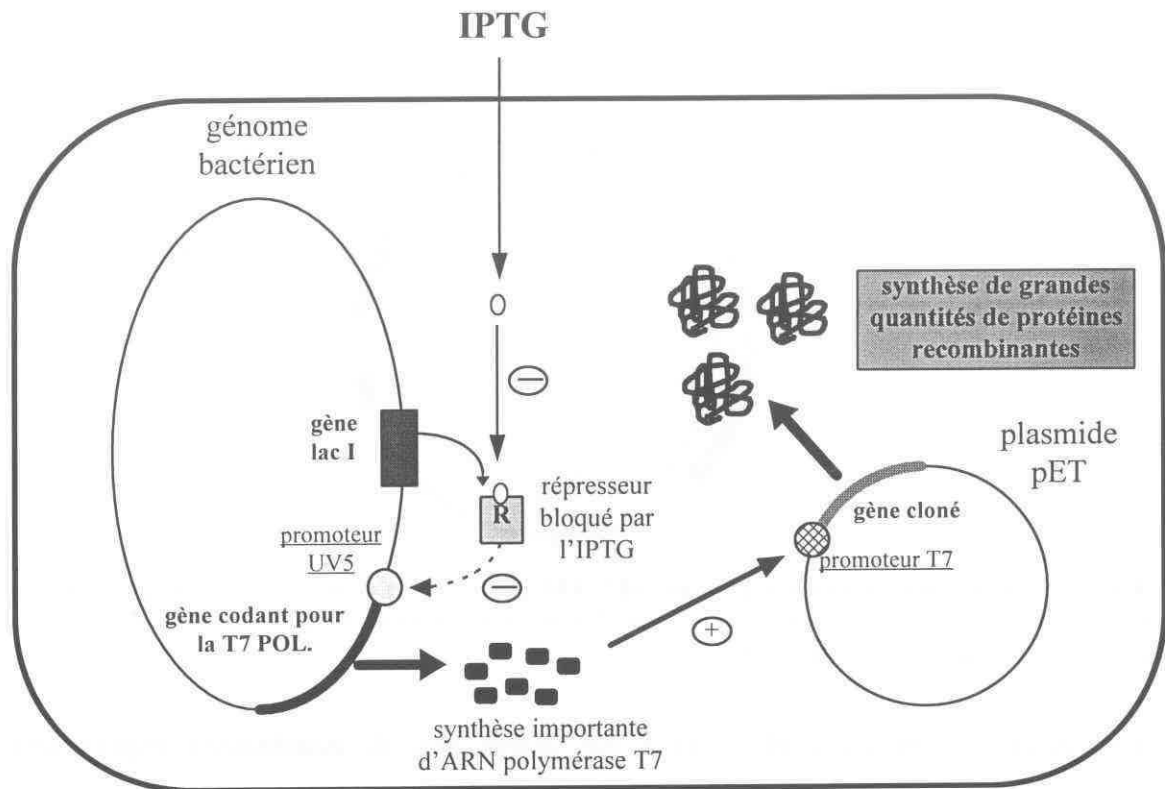 IPTG
génome
bactérien
gène
lac I
promoteur
UV5
gène codant pour
la T7 POL.
R
répresseur
bloqué par
l'IPTG
synthèse importante
d'ARN polymérase T7
+
synthèse de grandes
quantités de protéines
recombinantes
plasmide
pET
gène cloné
promoteur T7